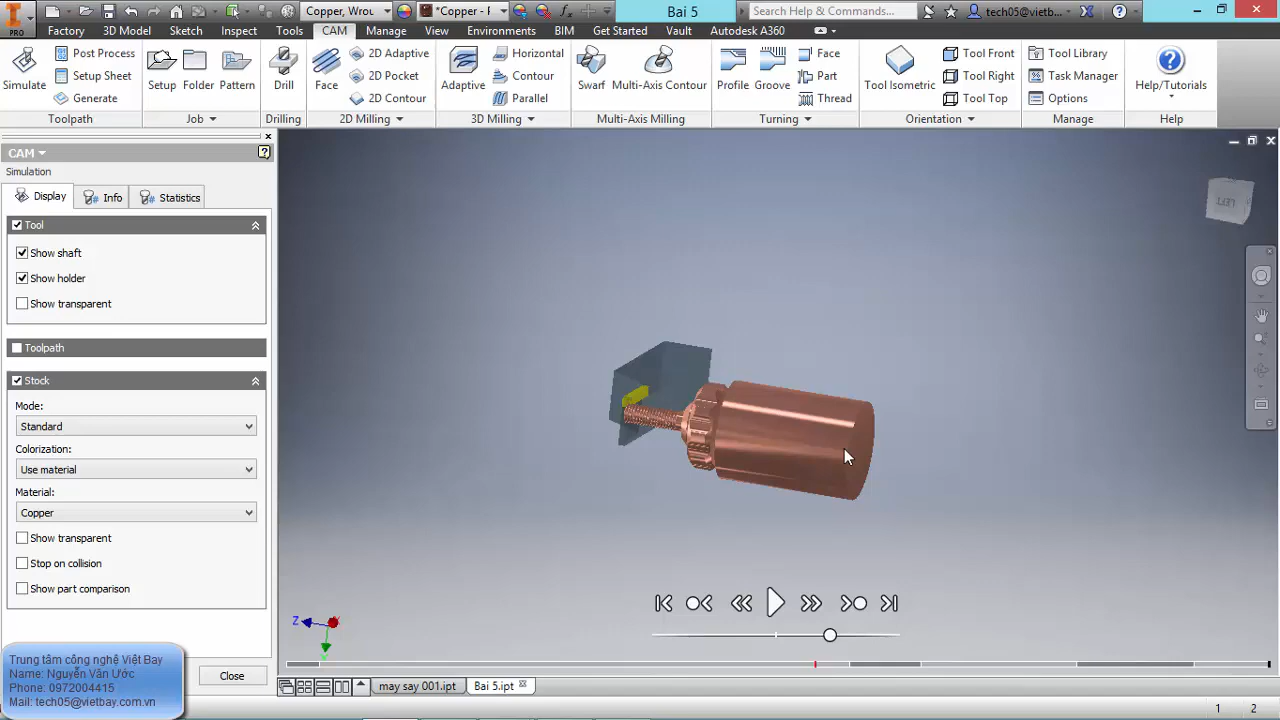 Copper, Wrou
*Copper - F
Bai 5
Search Help & Commands...
tech05@vietb...
PRO
Factory
3D Model
Sketch
Inspect
Tools
CAM
Manage
View
Environments
BIM
Get Started
Vault
Autodesk A360
Simulate
Post Process
Setup Sheet
Generate
Toolpath
Setup
Folder
Pattern
Job
Drill
Drilling
Face
2D Adaptive
2D Pocket
2D Contour
2D Milling
Adaptive
Horizontal
Contour
Parallel
3D Milling
Swarf
Multi-Axis Contour
Multi-Axis Milling
Profile
Groove
Face
Part
Thread
Turning
Tool Isometric
Tool Front
Tool Right
Tool Top
Orientation
Tool Library
Task Manager
Options
Manage
Help/Tutorials
Help
CAM
Simulation
Display
Info
Statistics
Tool
Show shaft
Show holder
Show transparent
Toolpath
Stock
Mode:
Standard
Colorization:
Use material
Material:
Copper
Show transparent
Stop on collision
Show part comparison
Close
LEFT
Z
Trung tâm công nghệ Việt Bay
Name: Nguyễn Văn Ước
Phone: 0972004415
Mail: tech05@vietbay.com.vn
may say 001.ipt
Bai 5.ipt
1
2